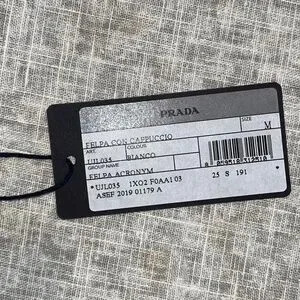 PRADA
FELPA CON CAPPUCCIO
ART. COLOUR SIZE
UJL035 BIANCO M
GROUP NAME
FELPA ACRONYM
*UJL035 1XO2 F0AA1 03 25 S 191
ASEF 2019 01179 A